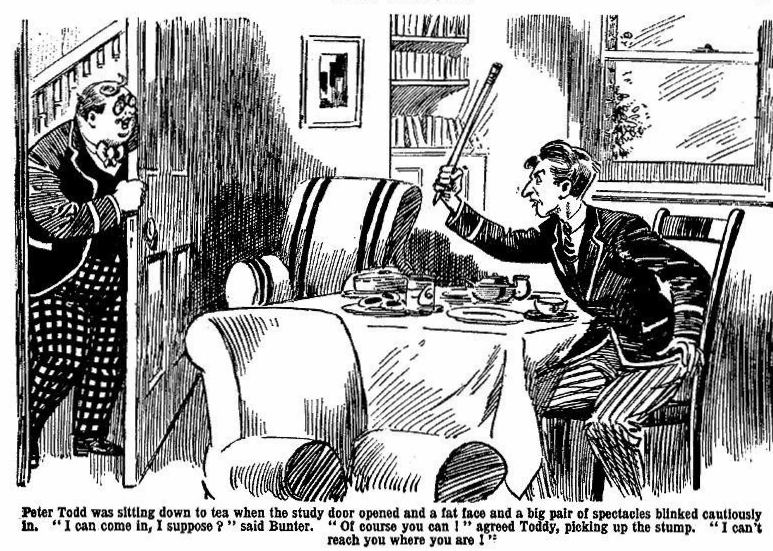 Peter Todd was sitting down to tea when the study door opened and a fat face and a big pair of spectacles blinked cautiously
in. “ I can come in, I suppose ? ” said Bunter. “ Of course you can ! ” agreed Toddy, picking up the stump. “ I can't
reach you where you are ! ”